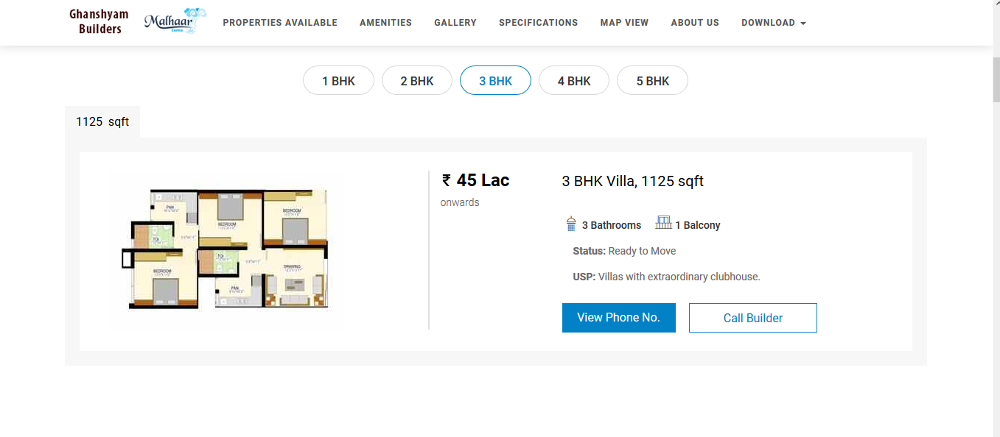 Ghanshyam
Builders
Malhaar
PROPERTIES AVAILABLE
AMENITIES
GALLERY
SPECIFICATIONS
MAP VIEW
ABOUT US
DOWNLOAD
1 BHK
2 BHK
3 BHK
4 BHK
5 BHK
1125 sqft
PAN
BEDROOM
BEDROOM
TOI
BEDROOM
TOI
DRAWING
PAN
₹ 45 Lac
onwards
3 BHK Villa, 1125 sqft
3 Bathrooms
1 Balcony
Status: Ready to Move
USP: Villas with extraordinary clubhouse.
View Phone No.
Call Builder